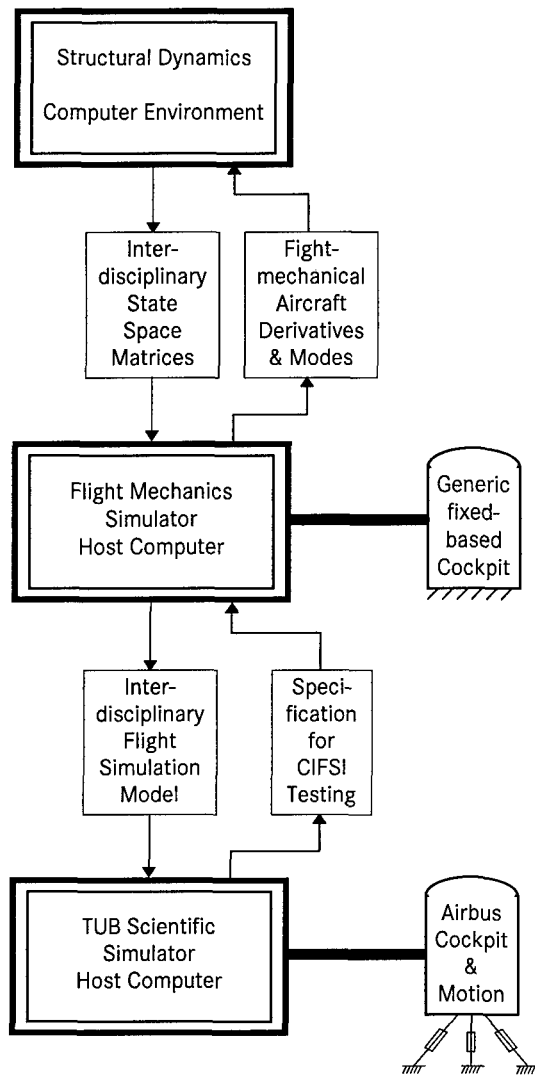 Structural Dynamics
Computer Environment
Inter-
disciplinary
State
Space
Matrices
Fight-
mechanical
Aircraft
Derivatives
& Modes
Flight Mechanics
Simulator
Host Computer
Generic
fixed-
based
Cockpit
Inter-
disciplinary
Flight
Simulation
Model
Speci-
fication
for
CIFSI
Testing
TUB Scientific
Simulator
Host Computer
Airbus
Cockpit
&
Motion